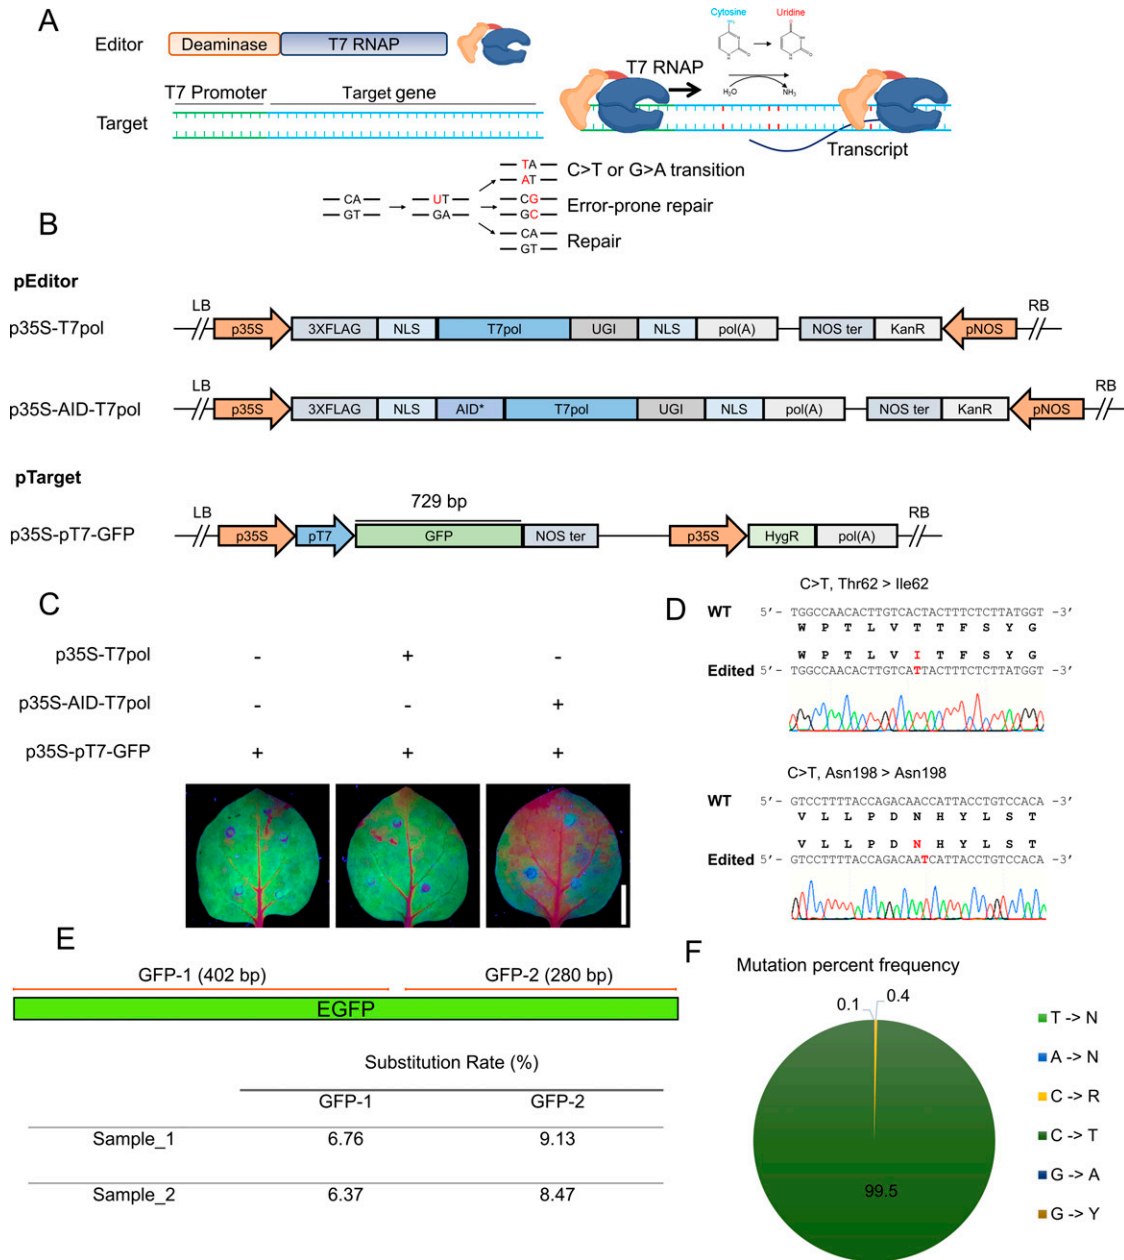 A
Editor
Deaminase
T7 RNAP
T7 Promoter
Target gene
Target
Cytosine
Uridine
T7 RNAP
H₂O
NH₃
Transcript
CA
GT
UT
GA
TA
AT
C>T or G>A transition
CG
GC
Error-prone repair
CA
GT
Repair
B
pEditor
p35S-T7pol
LB
p35S
3XFLAG
NLS
T7pol
UGI
NLS
pol(A)
NOS ter
KanR
pNOS
RB
p35S-AID-T7pol
LB
p35S
3XFLAG
NLS
AID*
T7pol
UGI
NLS
pol(A)
NOS ter
KanR
pNOS
RB
pTarget
729 bp
p35S-pT7-GFP
LB
p35S
pT7
GFP
NOS ter
p35S
HygR
pol(A)
RB
C
p35S-T7pol - + -
p35S-AID-T7pol - - +
p35S-pT7-GFP + + +
D
C>T, Thr62 > Ile62
WT 5’- TGGCCAACACTTGTCACTACTTTCTCTTATGGT -3’
W P T L V T T F S Y G
W P T L V I T F S Y G
Edited 5’- TGGCCAACACTTGTCATTACTTTCTCTTATGGT -3’
C>T, Asn198 > Asn198
WT 5’- GTCCTTTTACCAGACAACCATTACCTGTCCACA -3’
V L L P D N H Y L S T
V L L P D N H Y L S T
Edited 5’- GTCCTTTTACCAGACAATCATTACCTGTCCACA -3’
E
GFP-1 (402 bp)
GFP-2 (280 bp)
EGFP
Substitution Rate (%)
GFP-1 GFP-2
Sample_1 6.76 9.13
Sample_2 6.37 8.47
F
Mutation percent frequency
0.1
0.4
99.5
T -> N
A -> N
C -> R
C -> T
G -> A
G -> Y